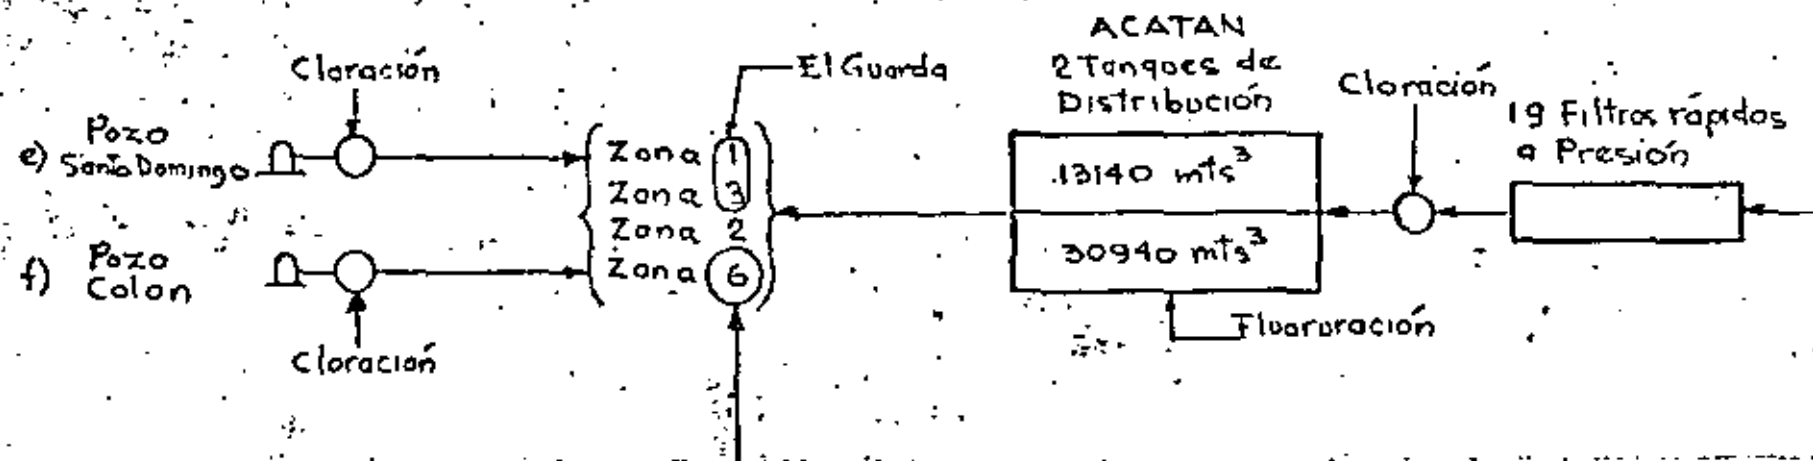 ACATAN
2 Tanques de
Distribución
Cloración
El Guarda
Cloración
19 Filtros rápidos
a Presión
e) Pozo
Santo Domingo
Zona 1
Zona 3
Zona 2
Zona 6
13140 mts³
30940 mts³
f) Pozo
Colon
Fluoruración
Cloración